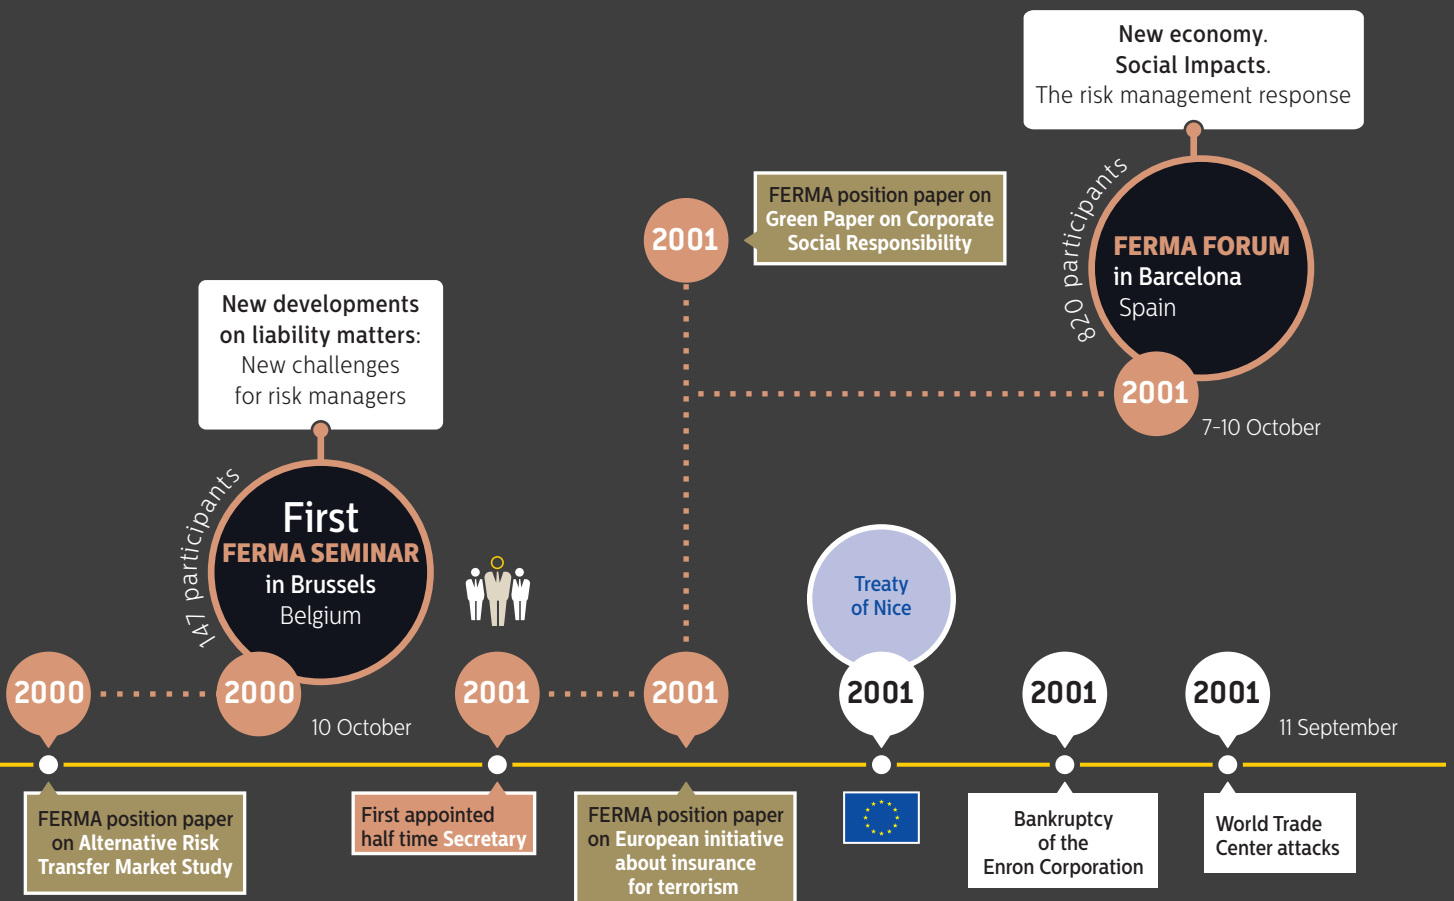 New economy.
Social Impacts.
The risk management response
820 participants
FERMA FORUM
in Barcelona
Spain
2001
7-10 October
2001
FERMA position paper on
Green Paper on Corporate
Social Responsibility
New developments
on liability matters:
New challenges
for risk managers
147 participants
First
FERMA SEMINAR
in Brussels
Belgium
2000
2000
10 October
2001
2001
Treaty
of Nice
2001
2001
2001
11 September
FERMA position paper
on Alternative Risk
Transfer Market Study
First appointed
half time Secretary
FERMA position paper
on European initiative
about insurance
for terrorism
Bankruptcy
of the
Enron Corporation
World Trade
Center attacks